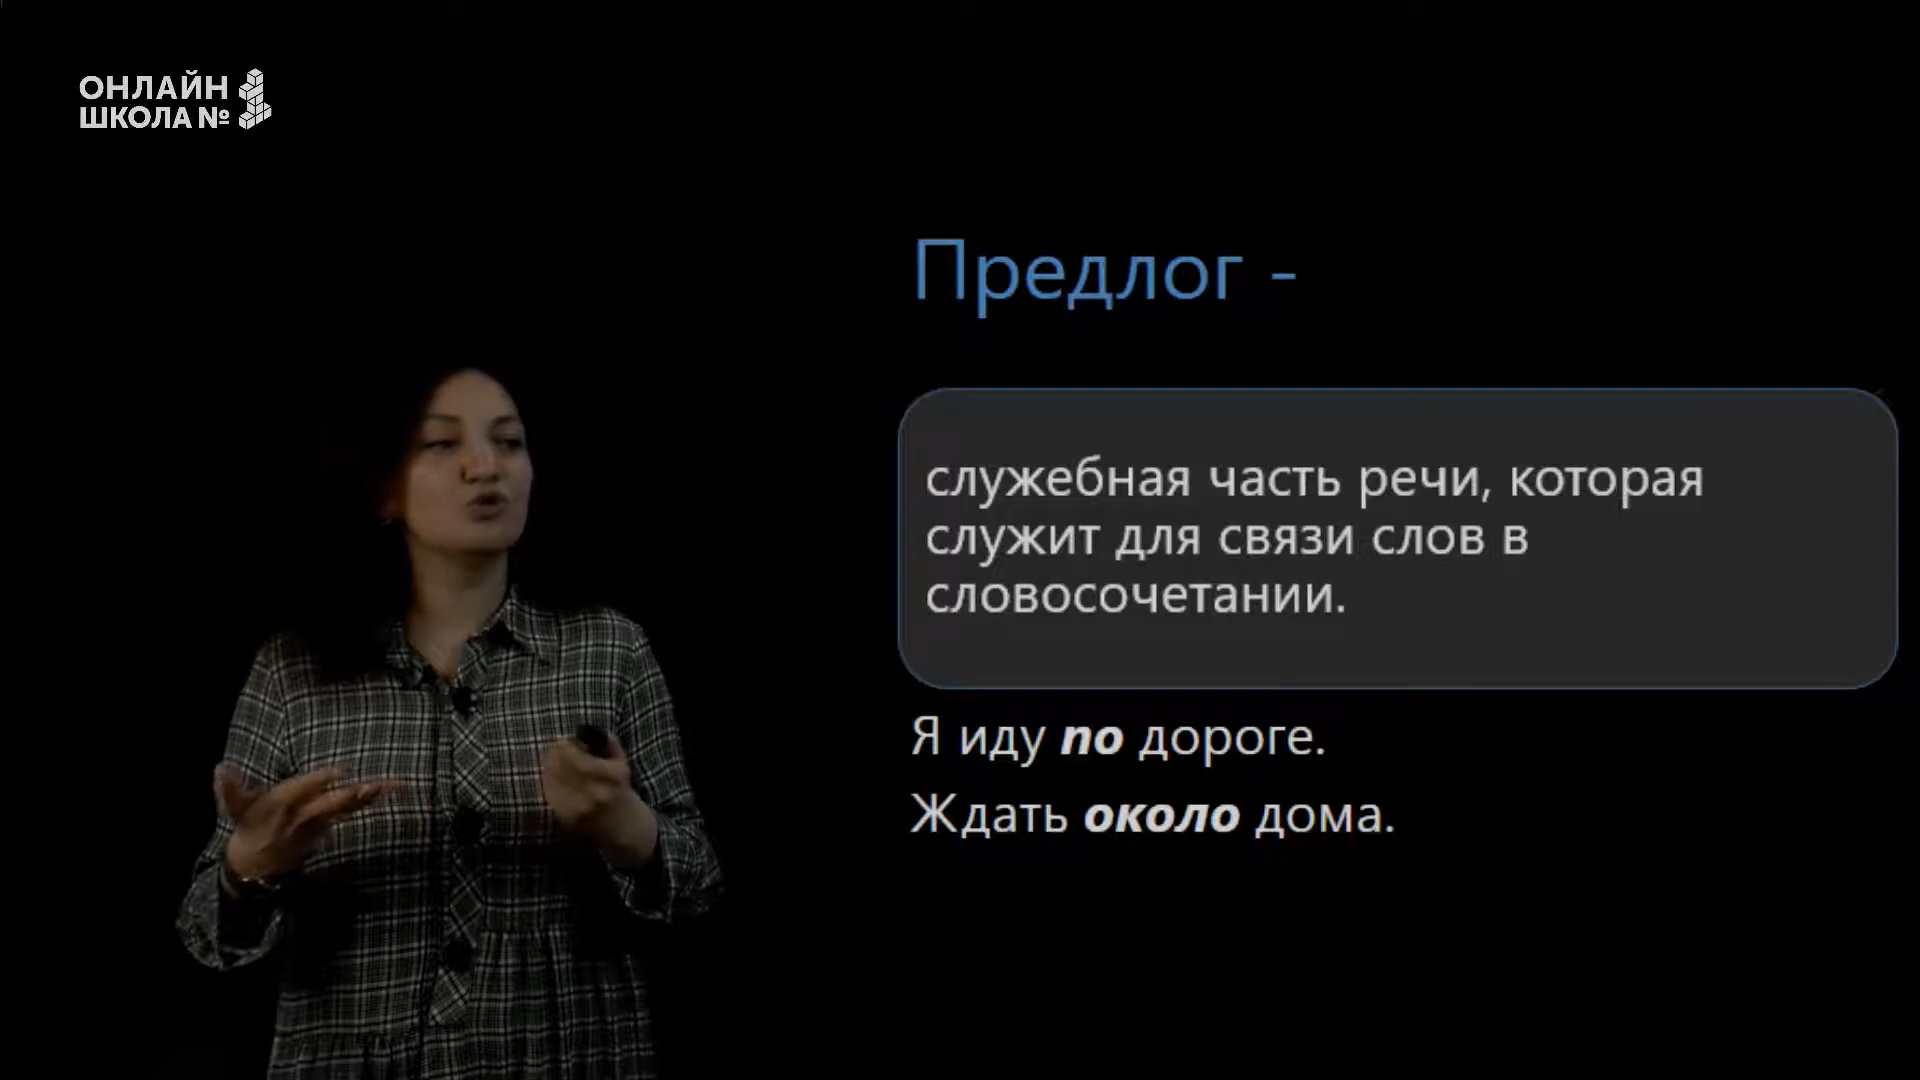 ОНЛАЙН
ШКОЛА №
Предлог -
служебная часть речи, которая
служит для связи слов в
словосочетании.
Я иду по дороге.
Ждать около дома.